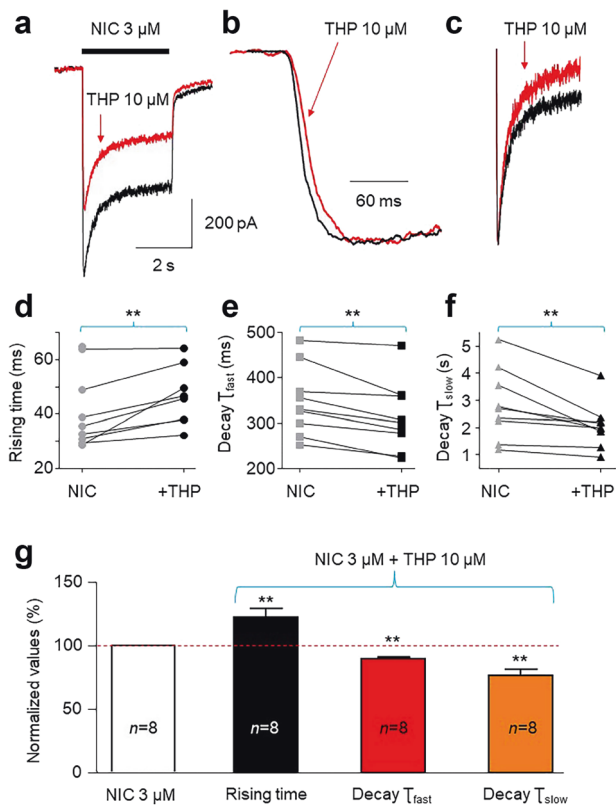 a
NIC 3 μM
THP 10 μM
200 pA
2 s
b
THP 10 μM
60 ms
c
THP 10 μM
d
**
Rising time (ms)
60
40
20
NIC
+THP
e
**
Decay τfast (ms)
500
400
300
200
NIC
+THP
f
**
Decay τslow (s)
5
4
3
2
1
0
NIC
+THP
g
NIC 3 μM + THP 10 μM
Normalized values (%)
150
100
50
0
**
**
**
n=8
n=8
n=8
n=8
NIC 3 μM
Rising time
Decay τfast
Decay τslow